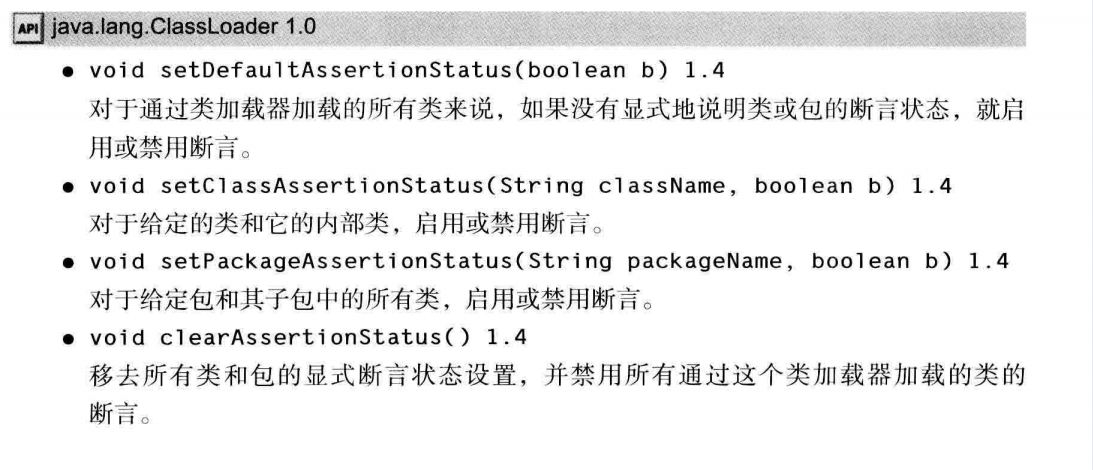 API java.lang.ClassLoader 1.0
● void setDefaultAssertionStatus(boolean b) 1.4
对于通过类加载器加载的所有类来说，如果没有显式地说明类或包的断言状态，就启
用或禁用断言。
● void setClassAssertionStatus(String className, boolean b) 1.4
对于给定的类和它的内部类，启用或禁用断言。
● void setPackageAssertionStatus(String packageName, boolean b) 1.4
对于给定包和其子包中的所有类，启用或禁用断言。
● void clearAssertionStatus() 1.4
移去所有类和包的显式断言状态设置，并禁用所有通过这个类加载器加载的类的
断言。